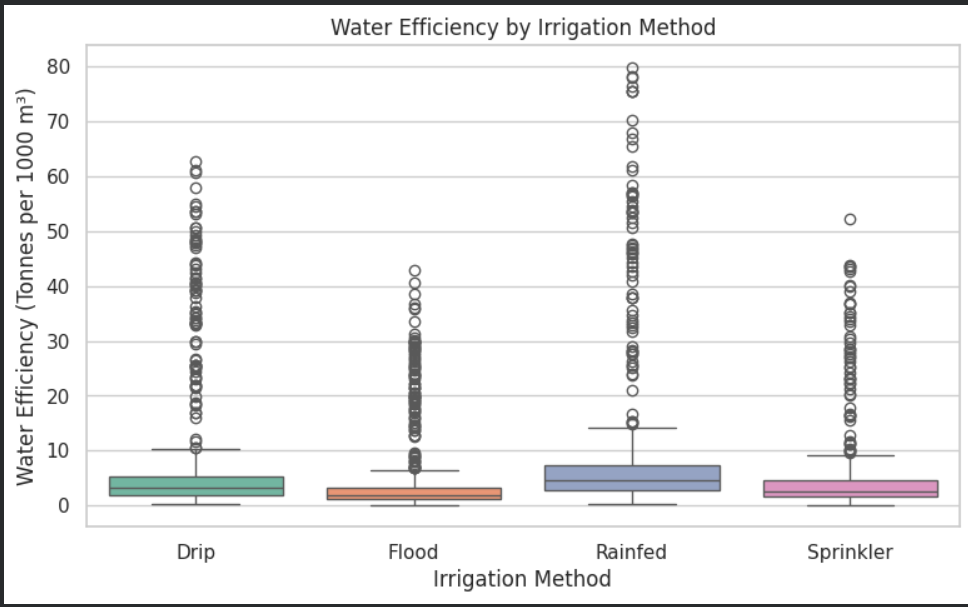 Water Efficiency by Irrigation Method
Water Efficiency (Tonnes per 1000 m³)
80
70
60
50
40
30
20
10
0
Drip Flood Rainfed Sprinkler
Irrigation Method